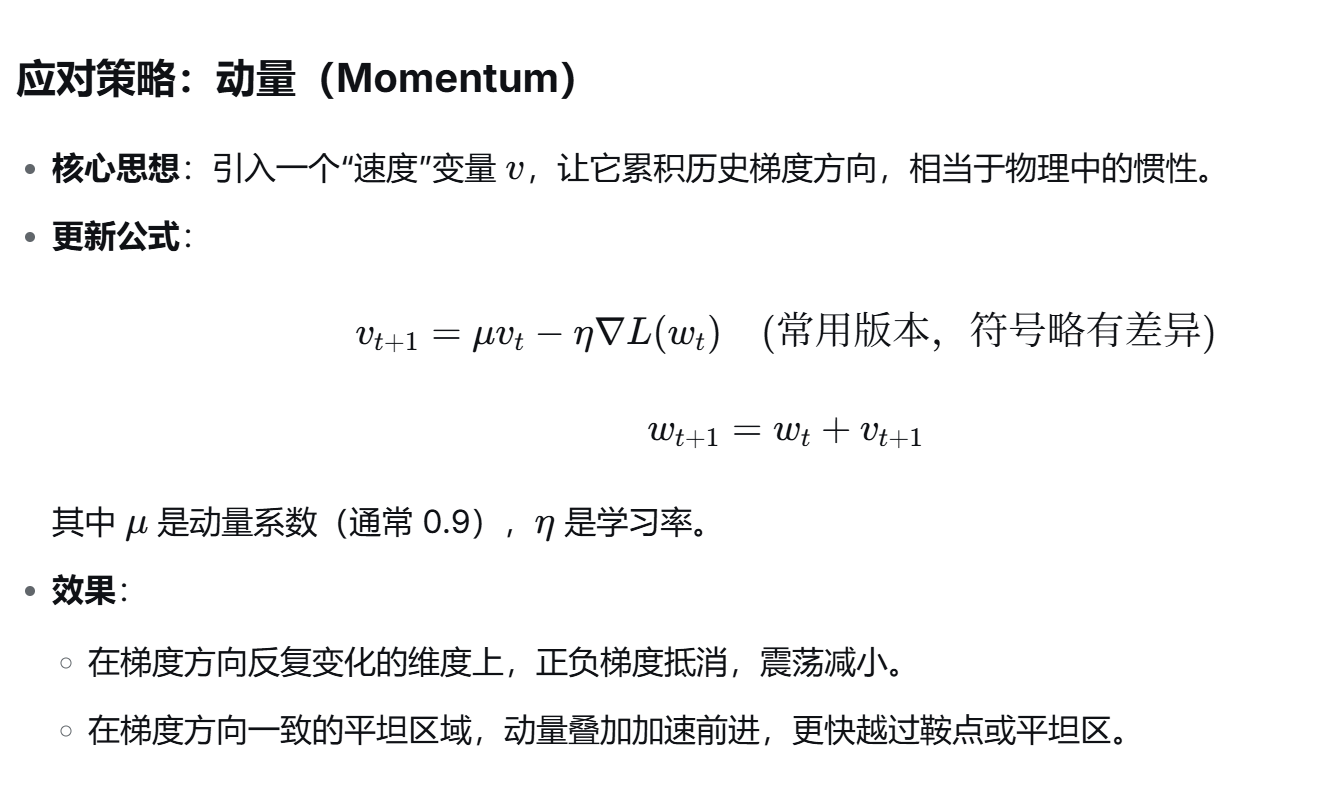 应对策略：动量（Momentum）
核心思想：引入一个“速度”变量 v，让它累积历史梯度方向，相当于物理中的惯性。
更新公式：
v_{t+1} = μv_t − η∇L(w_t) (常用版本，符号略有差异)
w_{t+1} = w_t + v_{t+1}
其中 μ 是动量系数（通常 0.9），η 是学习率。
效果：
在梯度方向反复变化的维度上，正负梯度抵消，震荡减小。
在梯度方向一致的平坦区域，动量叠加加速前进，更快越过鞍点或平坦区。